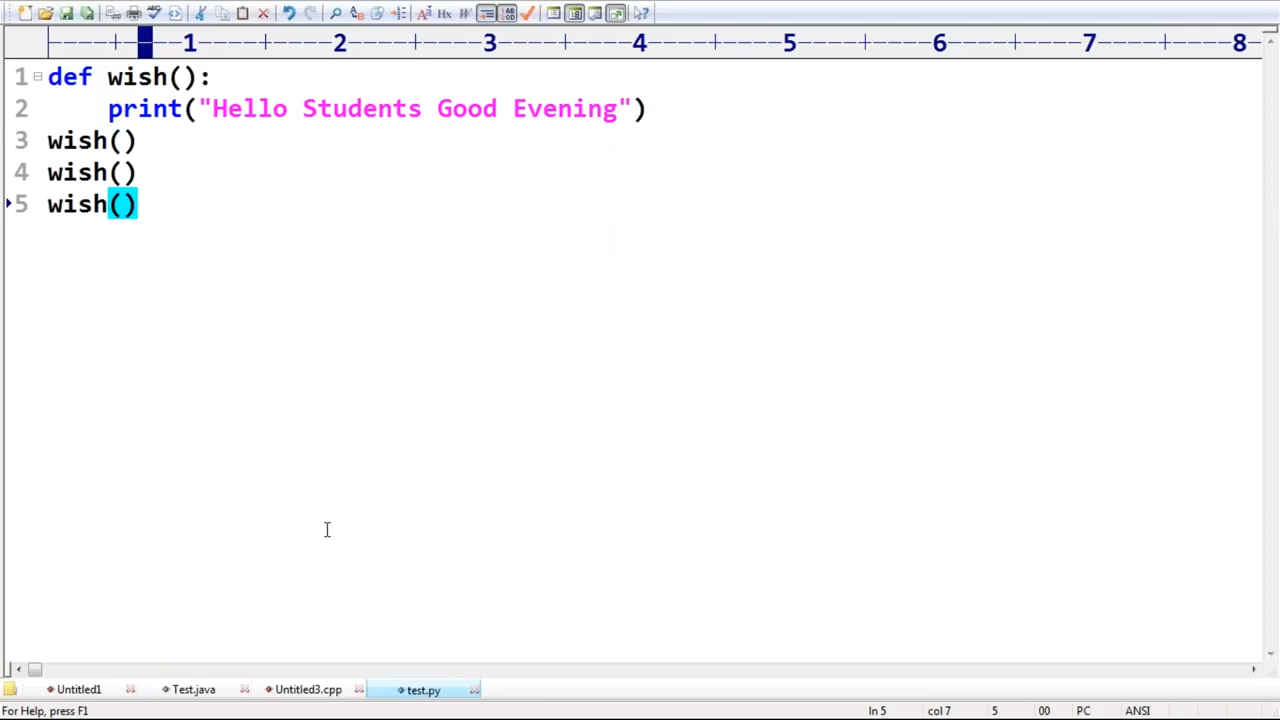 1 2 3 4 5 6 7 8
1 def wish():
2 print("Hello Students Good Evening")
3 wish()
4 wish()
5 wish()
Untitled1 Test.java Untitled3.cpp test.py
For Help, press F1 ln 5 col 7 5 00 PC ANSI